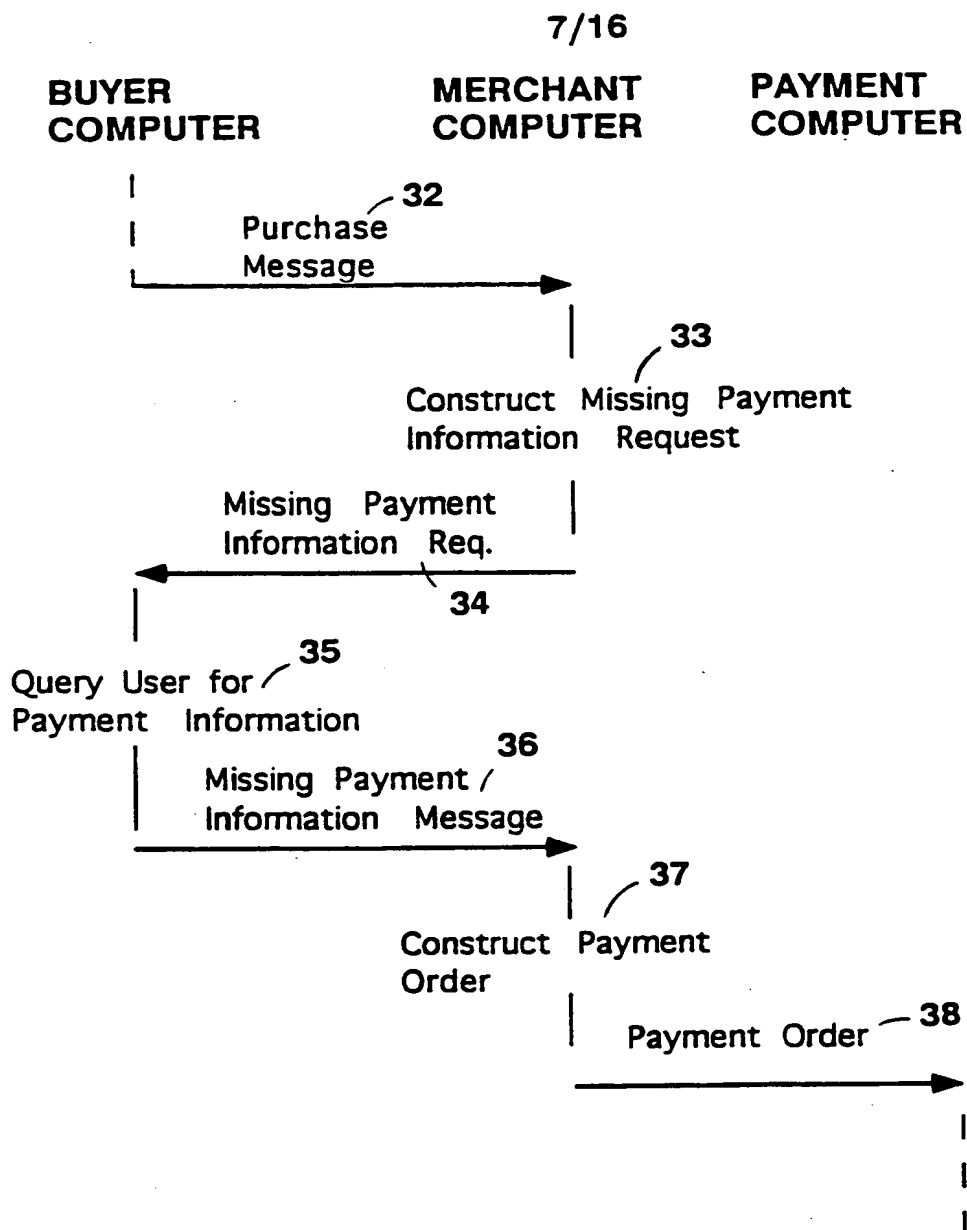 7/16
BUYER
COMPUTER
MERCHANT
COMPUTER
PAYMENT
COMPUTER
32
Purchase
Message
33
Construct Missing Payment
Information Request
Missing Payment
Information Req.
34
35
Query User for
Payment Information
36
Missing Payment
Information Message
37
Construct Payment
Order
38
Payment Order